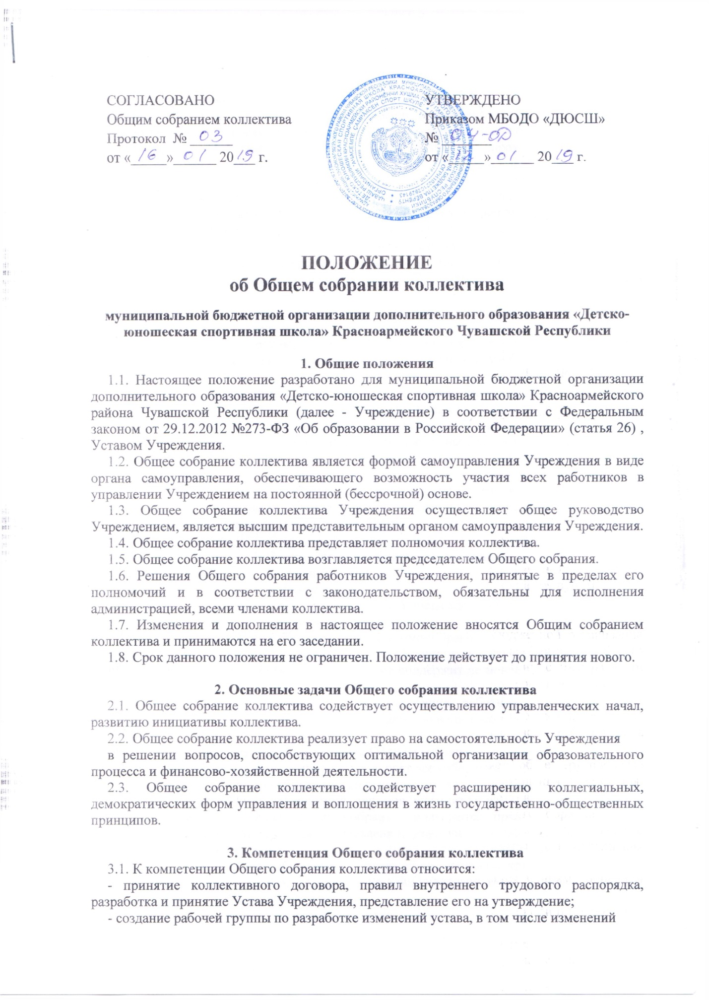 СОГЛАСОВАНО
Общим собранием коллектива
Протокол № 03
от «16» 01 2019 г.
УТВЕРЖДЕНО
Приказом МБОДО «ДЮСШ»
№ 04-ОД
от « » 01 2019 г.
ПОЛОЖЕНИЕ
об Общем собрании коллектива
муниципальной бюджетной организации дополнительного образования «Детско-
юношеская спортивная школа» Красноармейского Чувашской Республики
1. Общие положения
1.1. Настоящее положение разработано для муниципальной бюджетной организации
дополнительного образования «Детско-юношеская спортивная школа» Красноармейского
района Чувашской Республики (далее - Учреждение) в соответствии с Федеральным
законом от 29.12.2012 №273-ФЗ «Об образовании в Российской Федерации» (статья 26) ,
Уставом Учреждения.
1.2. Общее собрание коллектива является формой самоуправления Учреждения в виде
органа самоуправления, обеспечивающего возможность участия всех работников в
управлении Учреждением на постоянной (бессрочной) основе.
1.3. Общее собрание коллектива Учреждения осуществляет общее руководство
Учреждением, является высшим представительным органом самоуправления Учреждения.
1.4. Общее собрание коллектива представляет полномочия коллектива.
1.5. Общее собрание коллектива возглавляется председателем Общего собрания.
1.6. Решения Общего собрания работников Учреждения, принятые в пределах его
полномочий и в соответствии с законодательством, обязательны для исполнения
администрацией, всеми членами коллектива.
1.7. Изменения и дополнения в настоящее положение вносятся Общим собранием
коллектива и принимаются на его заседании.
1.8. Срок данного положения не ограничен. Положение действует до принятия нового.
2. Основные задачи Общего собрания коллектива
2.1. Общее собрание коллектива содействует осуществлению управленческих начал,
развитию инициативы коллектива.
2.2. Общее собрание коллектива реализует право на самостоятельность Учреждения
в решении вопросов, способствующих оптимальной организации образовательного
процесса и финансово-хозяйственной деятельности.
2.3. Общее собрание коллектива содействует расширению коллегиальных,
демократических форм управления и воплощения в жизнь государственно-общественных
принципов.
3. Компетенция Общего собрания коллектива
3.1. К компетенции Общего собрания коллектива относится:
- принятие коллективного договора, правил внутреннего трудового распорядка,
разработка и принятие Устава Учреждения, представление его на утверждение;
- создание рабочей группы по разработке изменений устава, в том числе изменений